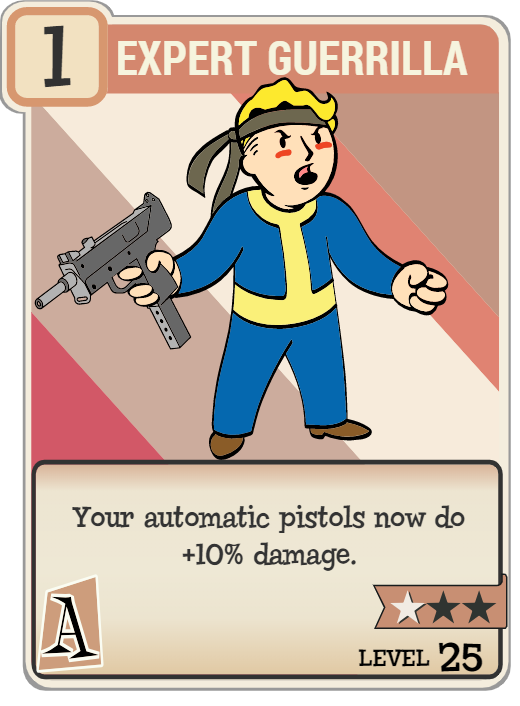 1
EXPERT GUERRILLA
Your automatic pistols now do
+10% damage.
A
LEVEL 25